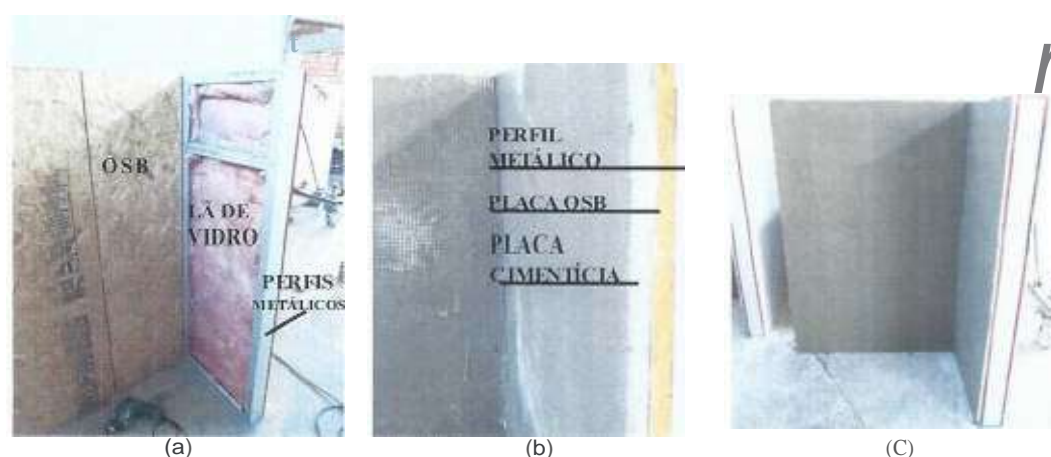 OSB
LÃ DE
VIDRO
PERFIS
METÁLICOS
(a)
PERFIL
METÁLICO
PLACA OSB
PLACA
CIMENTÍCIA
(b)
(C)